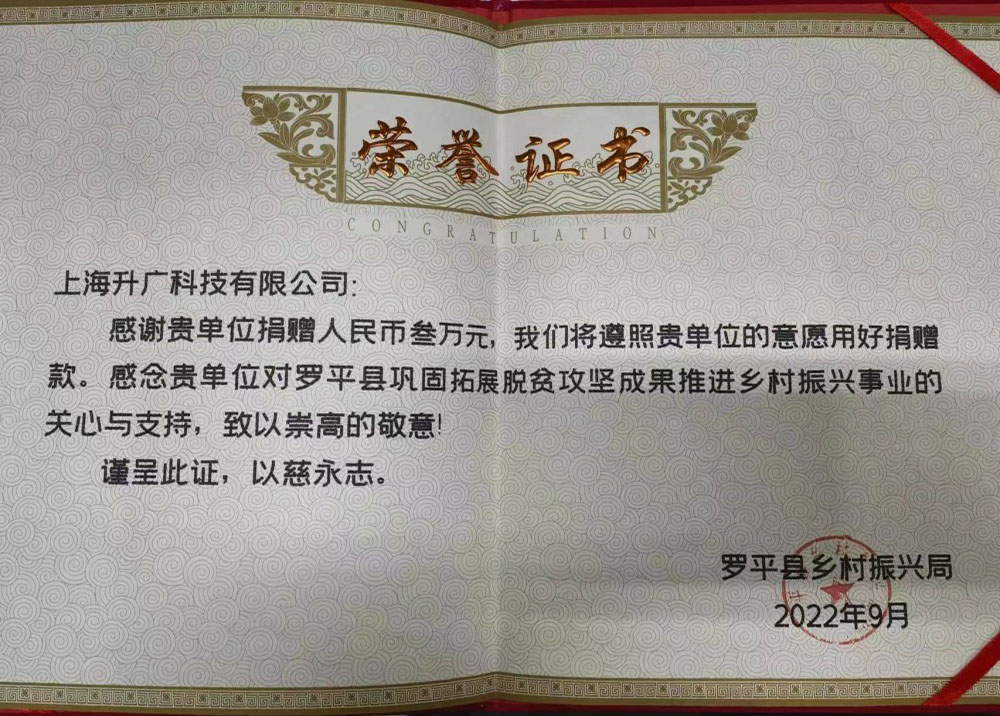 荣誉证书
CONGRATULATION
上海升广科技有限公司:
感谢贵单位捐赠人民币叁万元，我们将遵照贵单位的意愿用好捐赠
款。感念贵单位对罗平县巩固拓展脱贫攻坚成果推进乡村振兴事业的
关心与支持，致以崇高的敬意!
谨呈此证，以慈永志。
罗平县乡村振兴局
2022年9月